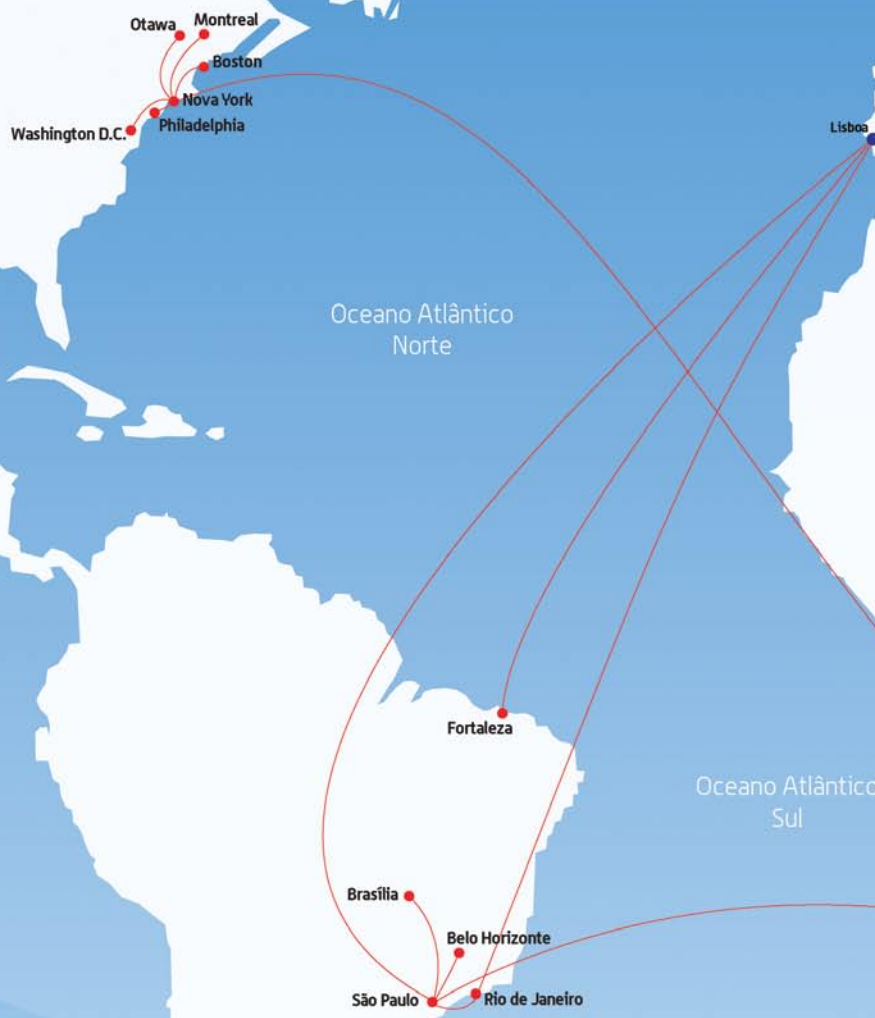 Otawa
Montreal
Boston
Nova York
Philadelphia
Washington D.C.
Lisboa
Oceano Atlântico
Norte
Fortaleza
Oceano Atlântico
Sul
Brasília
Belo Horizonte
São Paulo
Rio de Janeiro